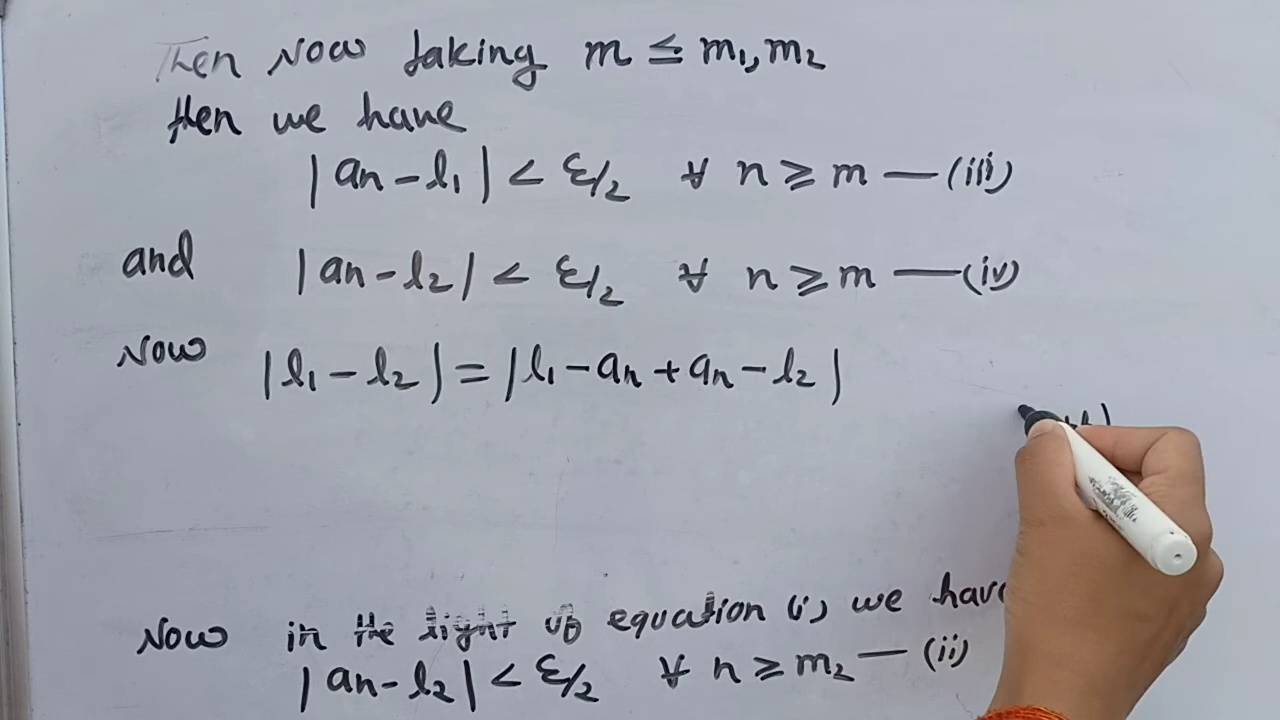 Then Now taking m ≤ m₁, m₂
then we have
|an - l₁| < ε/2 ∀ n ≥ m — (iii)
and |an - l₂| < ε/2 ∀ n ≥ m — (iv)
Now |l₁ - l₂| = |l₁ - an + an - l₂|
Now in the light of equation (i) we have
|an - l₂| < ε/2 ∀ n ≥ m₂ — (ii)